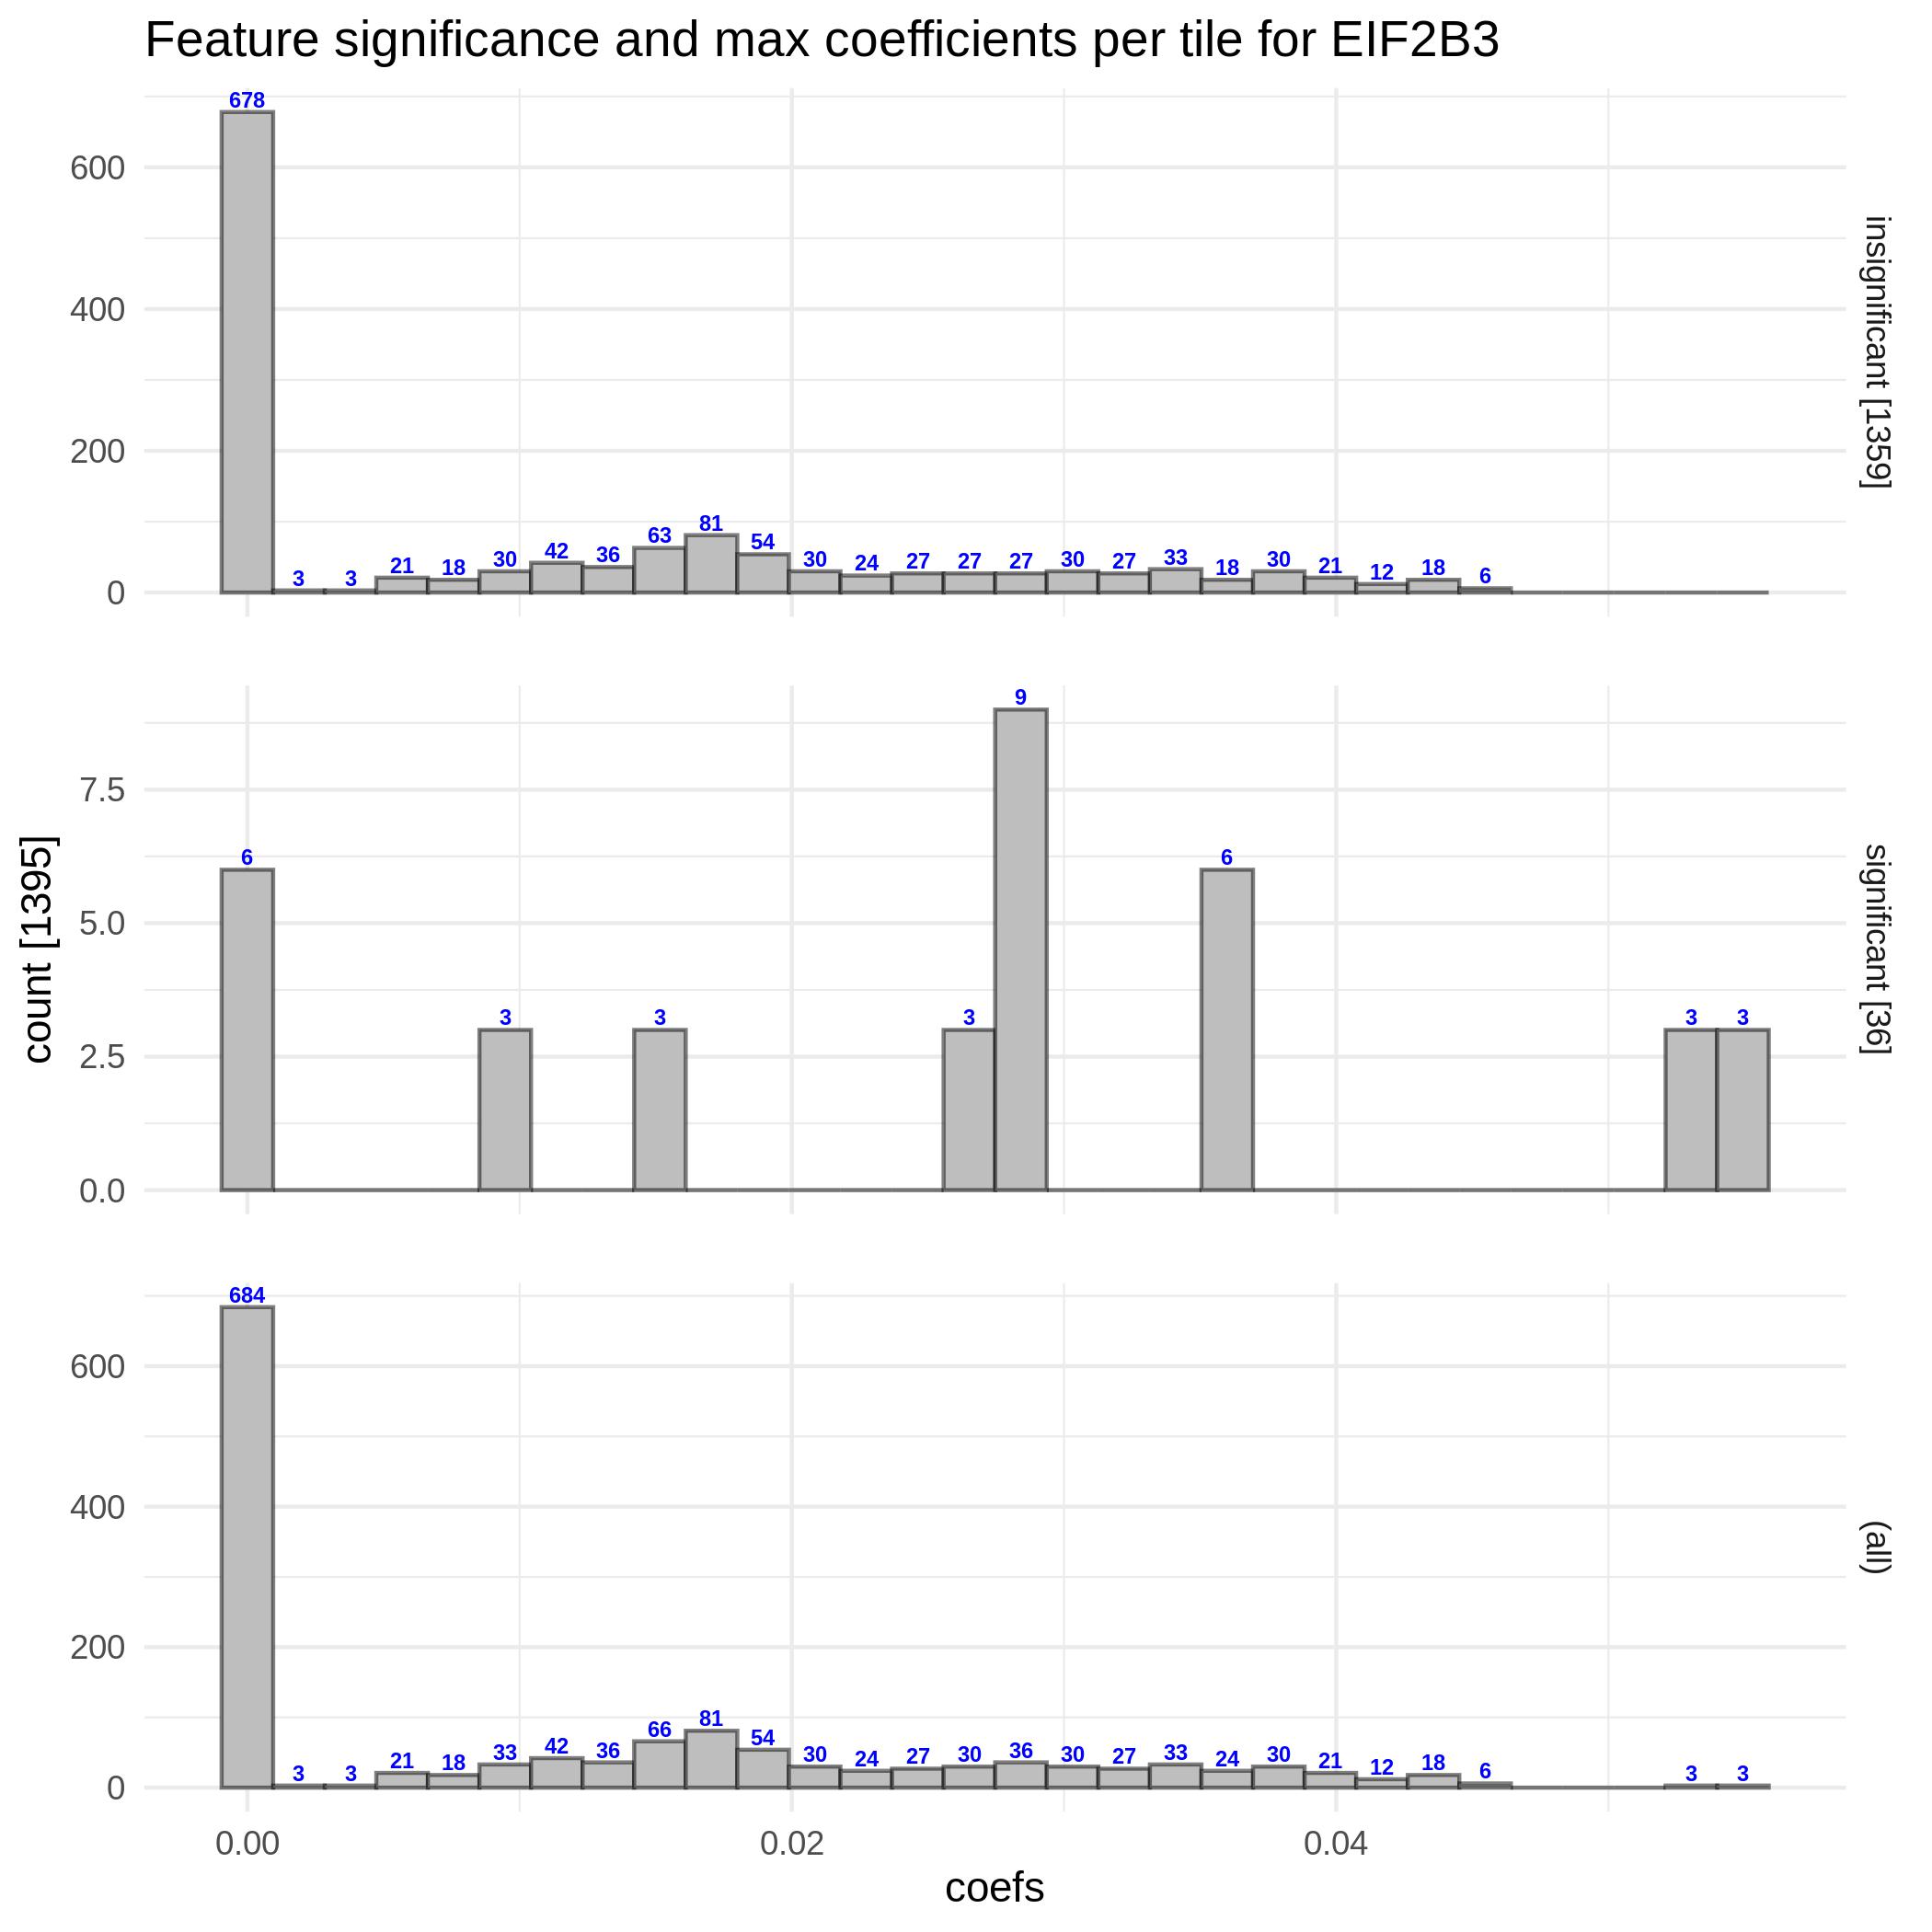 Feature significance and max coefficients per tile for EIF2B3
678
600
400
200
0
3 3 21 18 30 42 36 63 81 54 30 24 27 27 27 30 27 33 18 30 21 12 18 6
insignificant [1359]
9
7.5
6 6
5.0
3 3 3 3 3
2.5
0.0
significant [36]
count [1395]
684
600
400
200
0
3 3 21 18 33 42 36 66 81 54 30 24 27 30 36 30 27 33 24 30 21 12 18 6 3 3
(all)
0.00 0.02 0.04
coefs